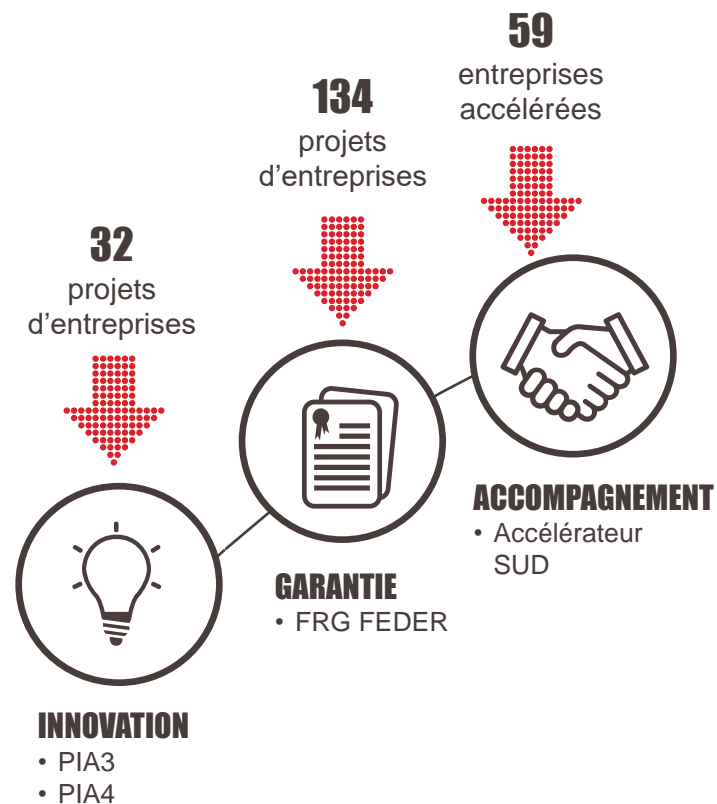 59
entreprises
accélérées
134
projets
d’entreprises
32
projets
d’entreprises
ACCOMPAGNEMENT
• Accélérateur
SUD
GARANTIE
• FRG FEDER
INNOVATION
• PIA3
• PIA4